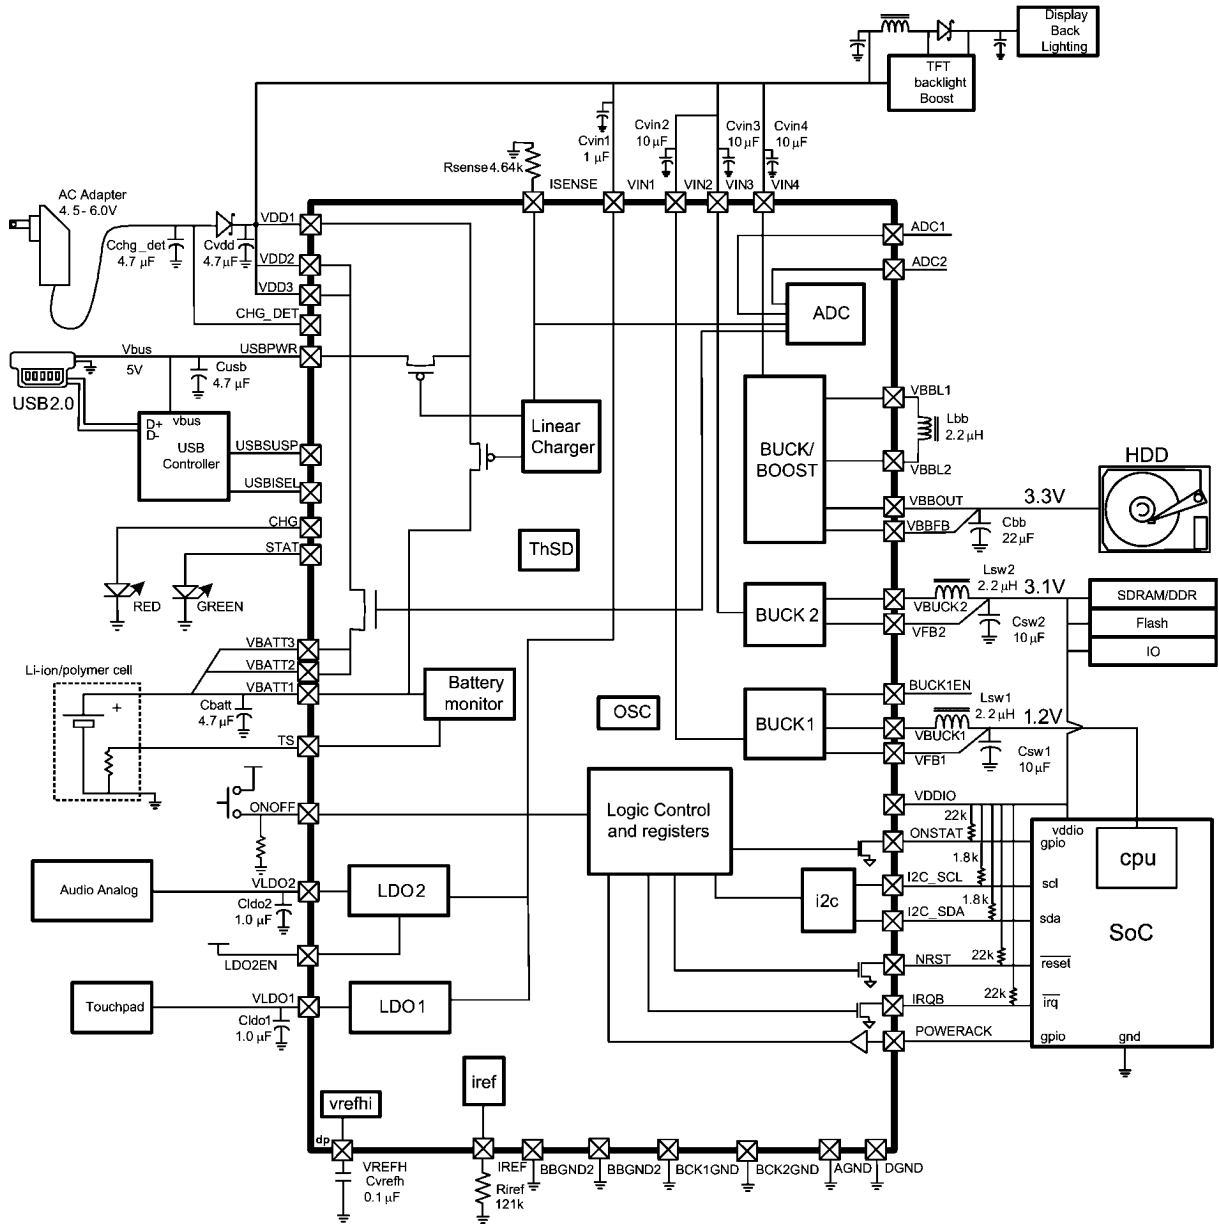 Display
Back
Lighting
TFT
backlight
Boost
Cvin1
1 µF
Cvin2
10 µF
Cvin3
10 µF
Cvin4
10 µF
Rsense 4.64k
ISENSE
VIN1
VIN2
VIN3
VIN4
AC Adapter
4.5 - 6.0V
Cchg_det
4.7 µF
Cvdd
4.7 µF
VDD1
VDD2
VDD3
CHG_DET
ADC1
ADC2
ADC
Vbus
5V
USBPWR
Cusb
4.7 µF
USB2.0
D+
D-
vbus
USB
Controller
USBSUSP
USBISEL
Linear
Charger
BUCK/
BOOST
VBBL1
Lbb
2.2 µH
VBBL2
VBBOUT
VBBFB
3.3V
Cbb
22 µF
HDD
CHG
STAT
RED
GREEN
ThSD
BUCK 2
VBUCK2
VFB2
Lsw2
2.2 µH
3.1V
Csw2
10 µF
SDRAM/DDR
Flash
IO
Li-ion/polymer cell
+
VBATT3
VBATT2
VBATT1
Cbatt
4.7 µF
TS
Battery
monitor
OSC
BUCK1
BUCK1EN
VBUCK1
VFB1
Lsw1
2.2 µH
1.2V
Csw1
10 µF
ONOFF
Logic Control
and registers
VDDIO
22k
ONSTAT
1.8k
I2C_SCL
1.8k
I2C_SDA
i2c
22k
NRST
22k
IRQB
POWERACK
vddio
gpio
cpu
scl
sda
SoC
reset
irq
gpio
gnd
Audio Analog
VLDO2
Cldo2
1.0 µF
LDO2
LDO2EN
Touchpad
VLDO1
Cldo1
1.0 µF
LDO1
vrefhi
iref
dp
VREFH
Cvrefh
0.1 µF
IREF
Riref
121k
BBGND2
BBGND2
BCK1GND
BCK2GND
AGND
DGND